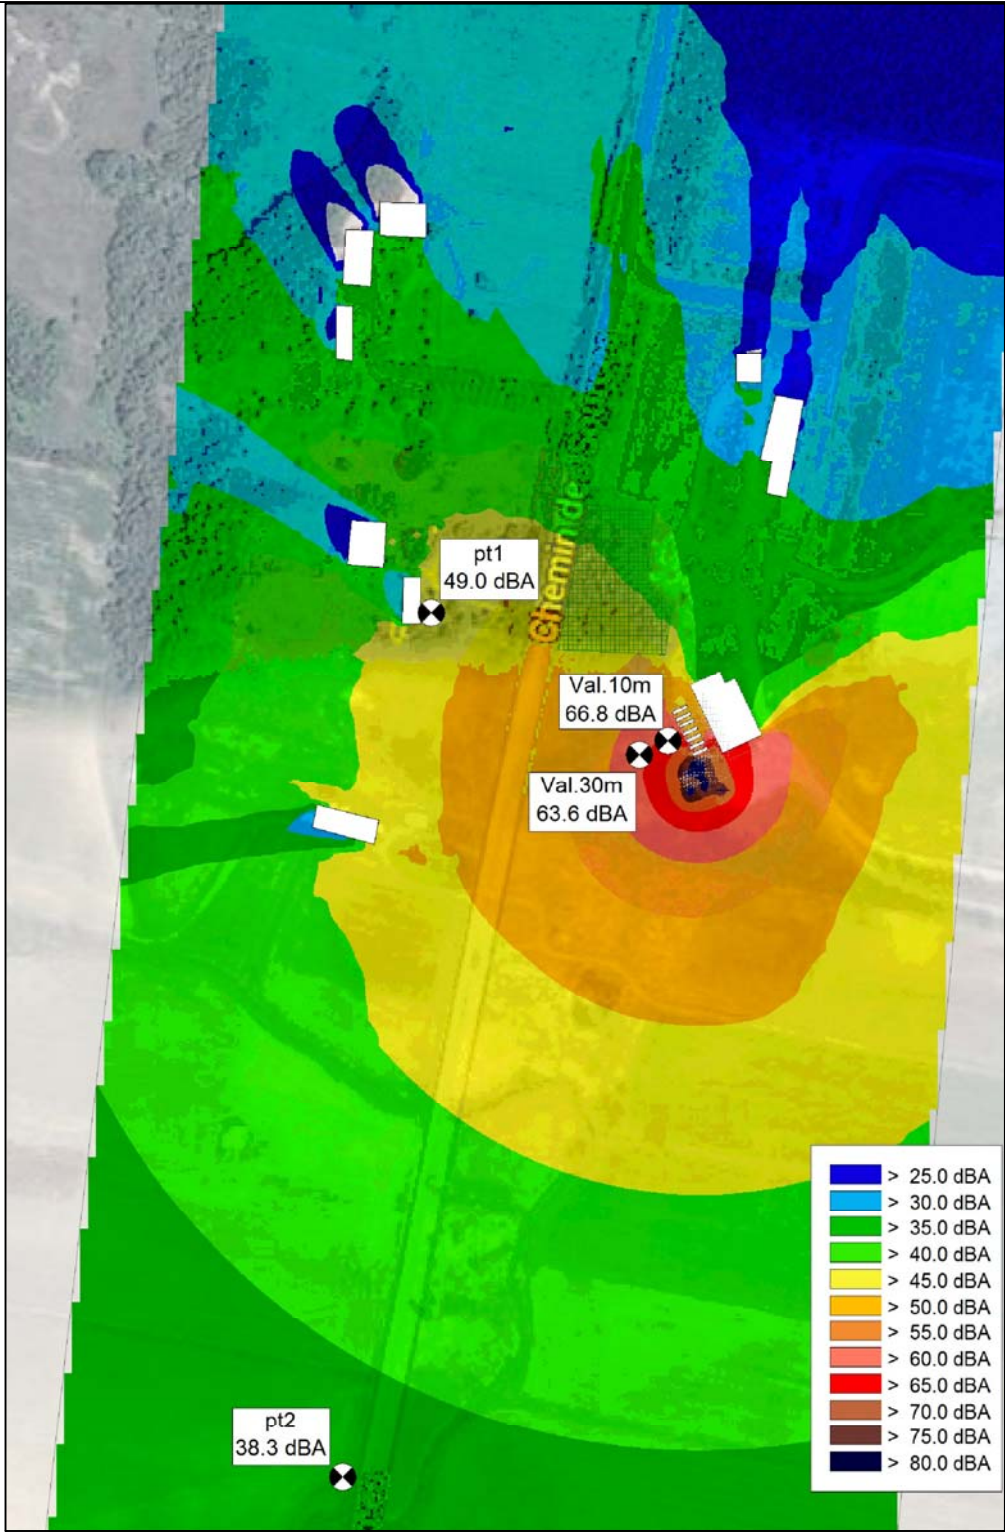 Chemin de
pt1
49.0 dBA
Val.10m
66.8 dBA
Val.30m
63.6 dBA
pt2
38.3 dBA
> 25.0 dBA
> 30.0 dBA
> 35.0 dBA
> 40.0 dBA
> 45.0 dBA
> 50.0 dBA
> 55.0 dBA
> 60.0 dBA
> 65.0 dBA
> 70.0 dBA
> 75.0 dBA
> 80.0 dBA